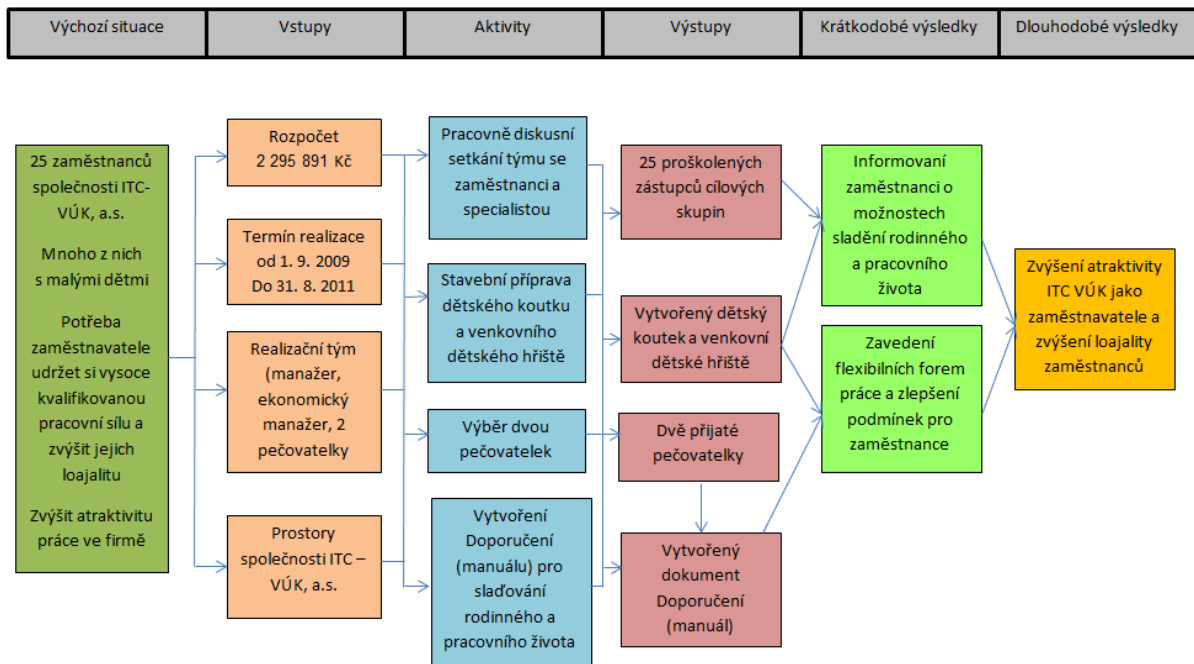 Výchozí situace
Vstupy
Aktivity
Výstupy
Krátkodobé výsledky
Dlouhodobé výsledky
25 zaměstnanců
společnosti ITC-
VÚK, a.s.
Mnoho z nich
s malými dětmi
Potřeba
zaměstnavatele
udržet si vysoce
kvalifikovanou
pracovní sílu a
zvýšit jejich
loajalitu
Zvýšit atraktivitu
práce ve firmě
Rozpočet
2 295 891 Kč
Termín realizace
od 1. 9. 2009
Do 31. 8. 2011
Realizační tým
(manažer,
ekonomický
manažer, 2
pečovatelky
Prostory
společnosti ITC –
VÚK, a.s.
Pracovně diskusní
setkání týmu se
zaměstnanci a
specialistou
Stavební příprava
dětského koutku
a venkovního
dětského hřiště
Výběr dvou
pečovatelek
Vytvoření
Doporučení
(manuálu) pro
slaďování
rodinného a
pracovního života
25 proškolených
zástupců cílových
skupin
Vytvořený dětský
koutek a venkovní
dětské hřiště
Dvě přijaté
pečovatelky
Vytvořený
dokument
Doporučení
(manuál)
Informovaní
zaměstnanci o
možnostech
sladění rodinného
a pracovního
života
Zavedení
flexibilních forem
práce a zlepšení
podmínek pro
zaměstnance
Zvýšení atraktivity
ITC VÚK jako
zaměstnavatele a
zvýšení loajality
zaměstnanců